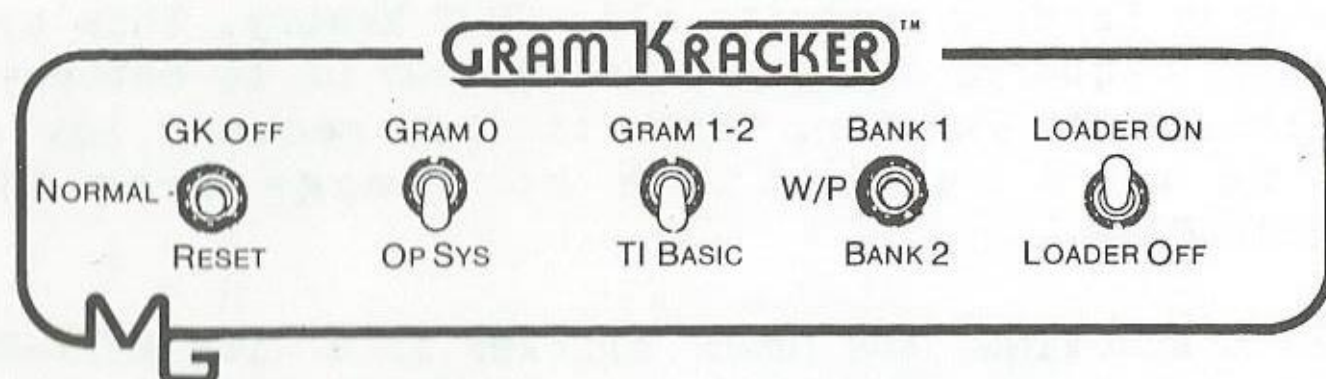 GRAM KRACKER™
GK OFF GRAM 0 GRAM 1-2 BANK 1 LOADER ON
NORMAL - W/P
RESET OP SYS TI BASIC BANK 2 LOADER OFF
MG